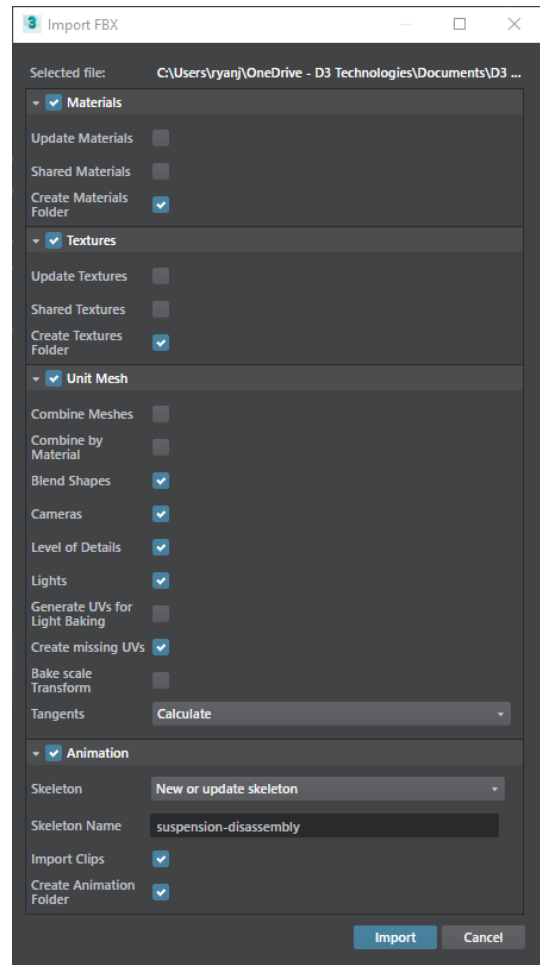 3 Import FBX
Selected file: C:\Users\ryanj\OneDrive - D3 Technologies\Documents\D3 ...
Materials
Update Materials
Shared Materials
Create Materials
Folder
Textures
Update Textures
Shared Textures
Create Textures
Folder
Unit Mesh
Combine Meshes
Combine by
Material
Blend Shapes
Cameras
Level of Details
Lights
Generate UVs for
Light Baking
Create missing UVs
Bake scale
Transform
Tangents Calculate
Animation
Skeleton New or update skeleton
Skeleton Name suspension-disassembly
Import Clips
Create Animation
Folder
Import Cancel